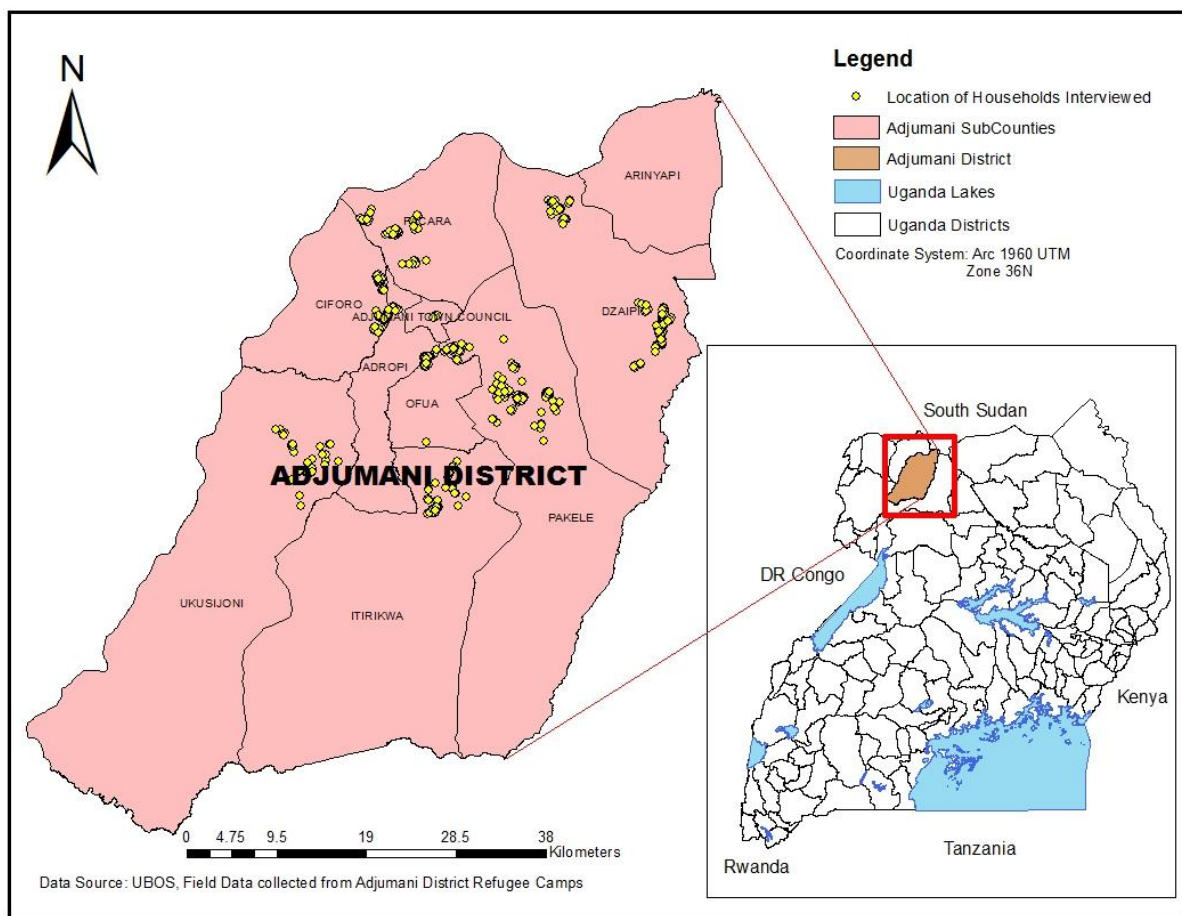 N
Legend
Location of Households Interviewed
Adjumani SubCounties
Adjumani District
Uganda Lakes
Uganda Districts
Coordinate System: Arc 1960 UTM
Zone 36N
ARINYAPI
PACARA
CIFORO
ADJUMANI TOWN COUNCIL
DZAIPI
ADROPI
OFUA
ADJUMANI DISTRICT
PAKELE
UKUSIJONI
ITIRIKWA
South Sudan
DR Congo
Kenya
Tanzania
Rwanda
0 4.75 9.5 19 28.5 38
Kilometers
Data Source: UBOS, Field Data collected from Adjumani District Refugee Camps